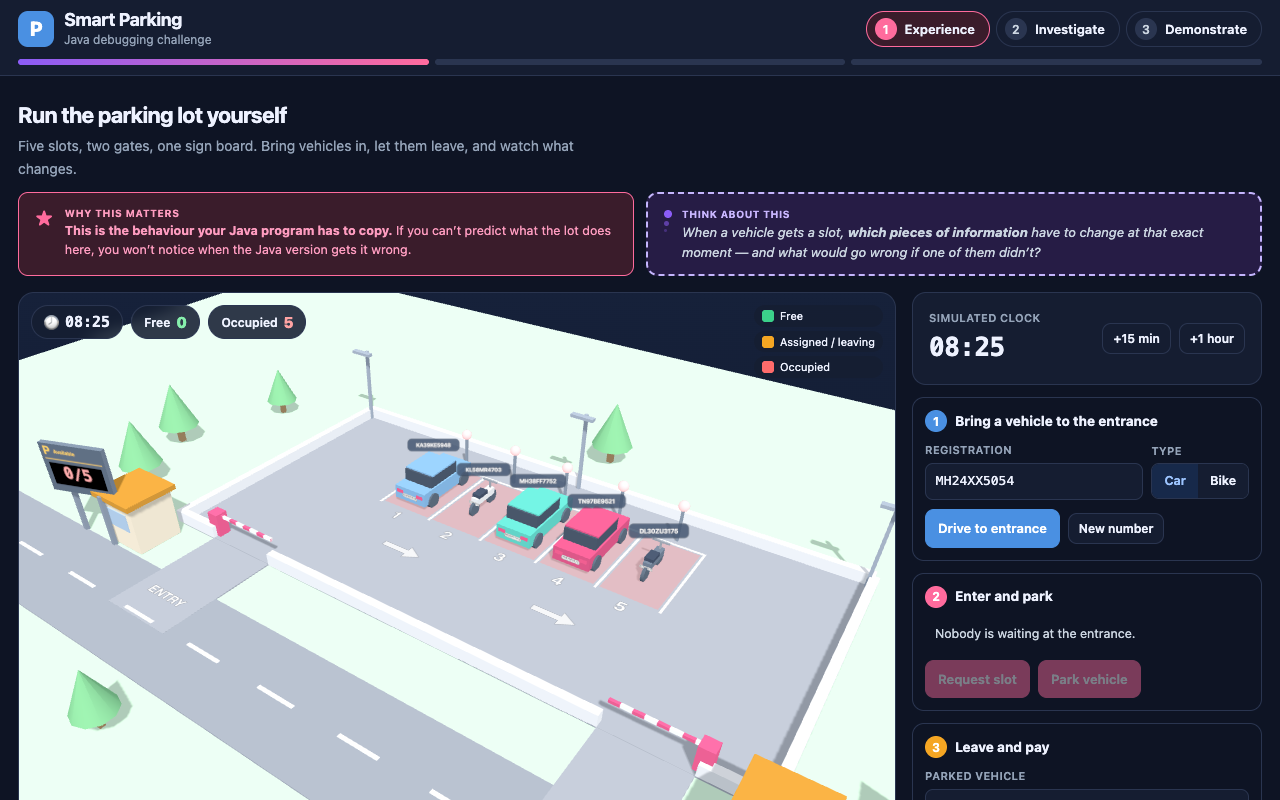 P
Smart Parking
Java debugging challenge
1 Experience
2 Investigate
3 Demonstrate
Run the parking lot yourself
Five slots, two gates, one sign board. Bring vehicles in, let them leave, and watch what
changes.
WHY THIS MATTERS
This is the behaviour your Java program has to copy. If you can't predict what the lot does
here, you won't notice when the Java version gets it wrong.
THINK ABOUT THIS
When a vehicle gets a slot, which pieces of information have to change at that exact
moment — and what would go wrong if one of them didn't?
08:25
Free 0
Occupied 5
Free
Assigned / leaving
Occupied
P Available
0/5
KL58MR4703
MH38FF7752
TN97BE9521
DL30ZU3175
1
2
3
4
5
ENTRY
SIMULATED CLOCK
08:25
+15 min
+1 hour
1 Bring a vehicle to the entrance
REGISTRATION
TYPE
MH24XX5054
Car
Bike
Drive to entrance
New number
2 Enter and park
Nobody is waiting at the entrance.
Request slot
Park vehicle
3 Leave and pay
PARKED VEHICLE